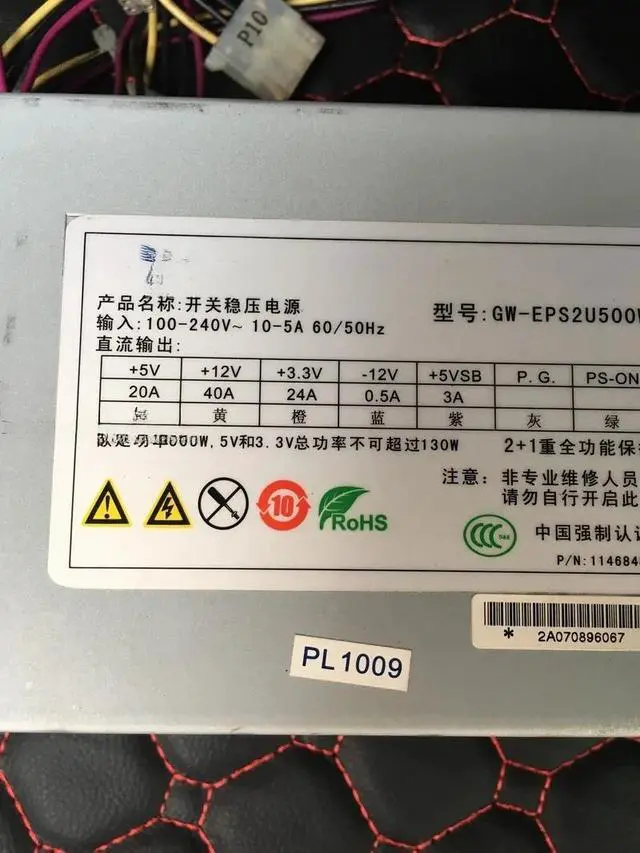 P10
产品名称:开关稳压电源
型号:GW-EPS2U500W
输入:100-240V~ 10-5A 60/50Hz
直流输出:
+5V +12V +3.3V -12V +5VSB P.G. PS-ON
20A 40A 24A 0.5A 3A
黄 橙 蓝 紫 灰 绿
W,5V和3.3V总功率不可超过130W 2+1重全功能保
注意: 非专业维修人员
请勿自行开启此
10
RoHS
CCC
中国强制认
P/N:114684
* 2A070896067
PL1009